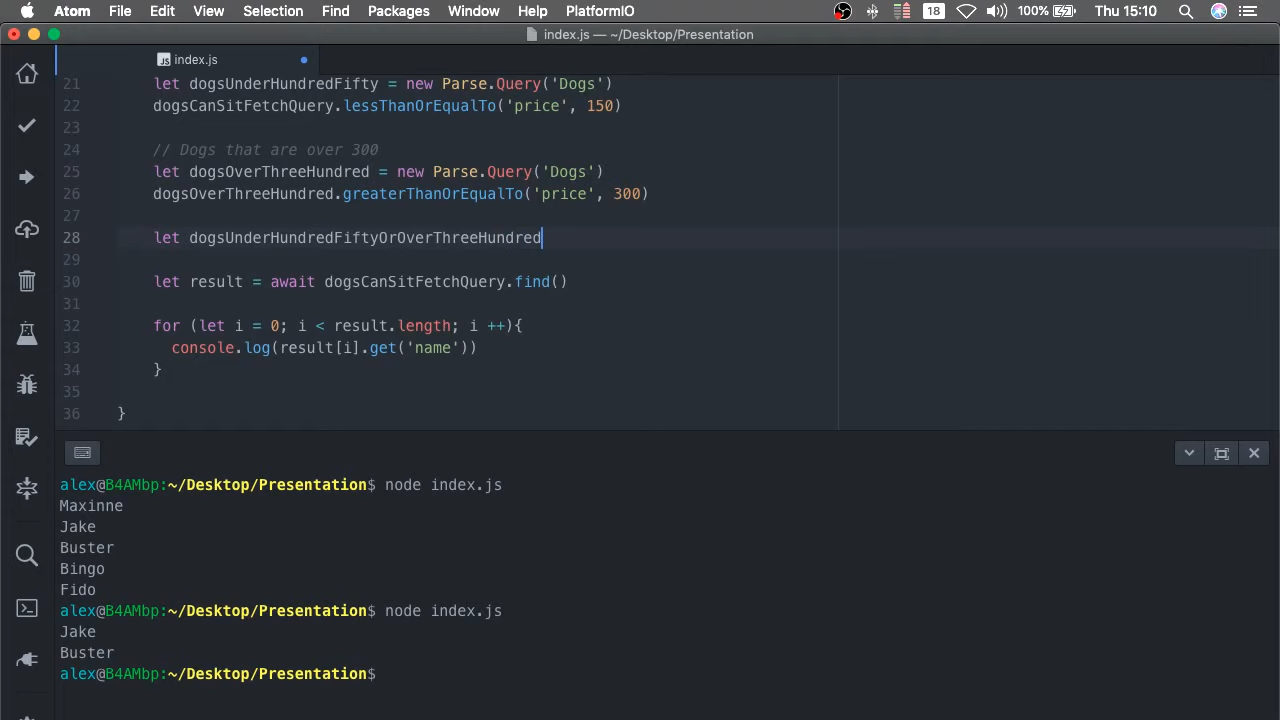 Atom File Edit View Selection Find Packages Window Help PlatformIO 18 100% Thu 15:10
index.js — ~/Desktop/Presentation
JS index.js
21 let dogsUnderHundredFifty = new Parse.Query('Dogs')
22 dogsCanSitFetchQuery.lessThanOrEqualTo('price', 150)
23
24 // Dogs that are over 300
25 let dogsOverThreeHundred = new Parse.Query('Dogs')
26 dogsOverThreeHundred.greaterThanOrEqualTo('price', 300)
27
28 let dogsUnderHundredFiftyOrOverThreeHundred
29
30 let result = await dogsCanSitFetchQuery.find()
31
32 for (let i = 0; i < result.length; i ++){
33 console.log(result[i].get('name'))
34 }
35
36 }
alex@B4AMbp:~/Desktop/Presentation$ node index.js
Maxinne
Jake
Buster
Bingo
Fido
alex@B4AMbp:~/Desktop/Presentation$ node index.js
Jake
Buster
alex@B4AMbp:~/Desktop/Presentation$